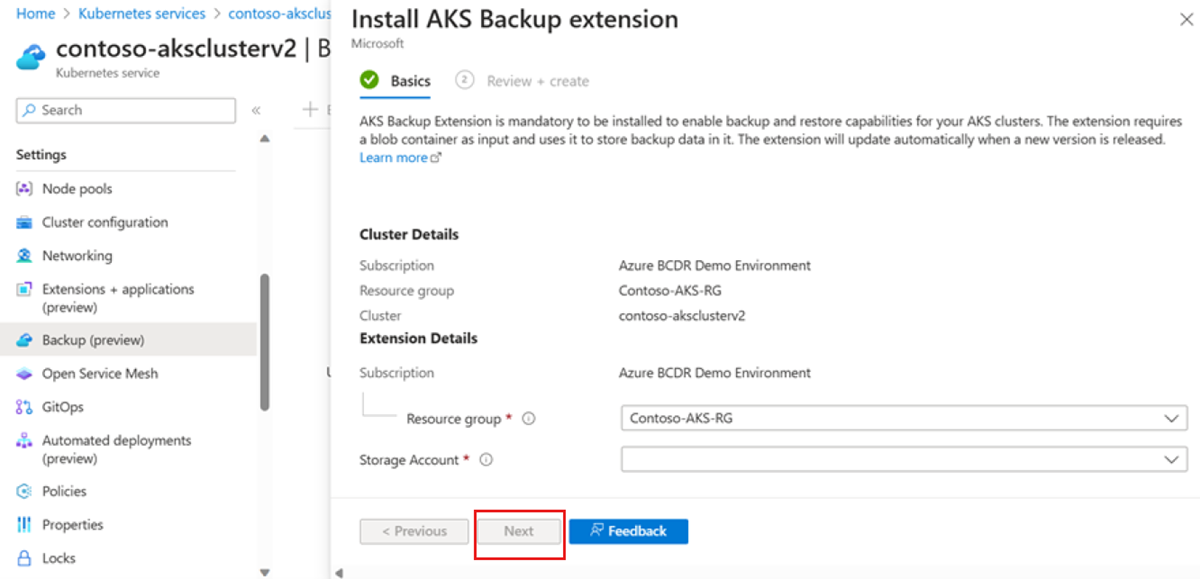 Home > Kubernetes services > contoso-aksclus
contoso-aksclusterv2 | B
Kubernetes service
Search
«
Settings
Node pools
Cluster configuration
Networking
Extensions + applications
(preview)
Backup (preview)
Open Service Mesh
GitOps
Automated deployments
(preview)
Policies
Properties
Locks
Install AKS Backup extension
Microsoft
Basics
2 Review + create
AKS Backup Extension is mandatory to be installed to enable backup and restore capabilities for your AKS clusters. The extension requires
a blob container as input and uses it to store backup data in it. The extension will update automatically when a new version is released.
Learn more
Cluster Details
Subscription Azure BCDR Demo Environment
Resource group Contoso-AKS-RG
Cluster contoso-aksclusterv2
Extension Details
Subscription Azure BCDR Demo Environment
Resource group * Contoso-AKS-RG
Storage Account *
< Previous Next Feedback